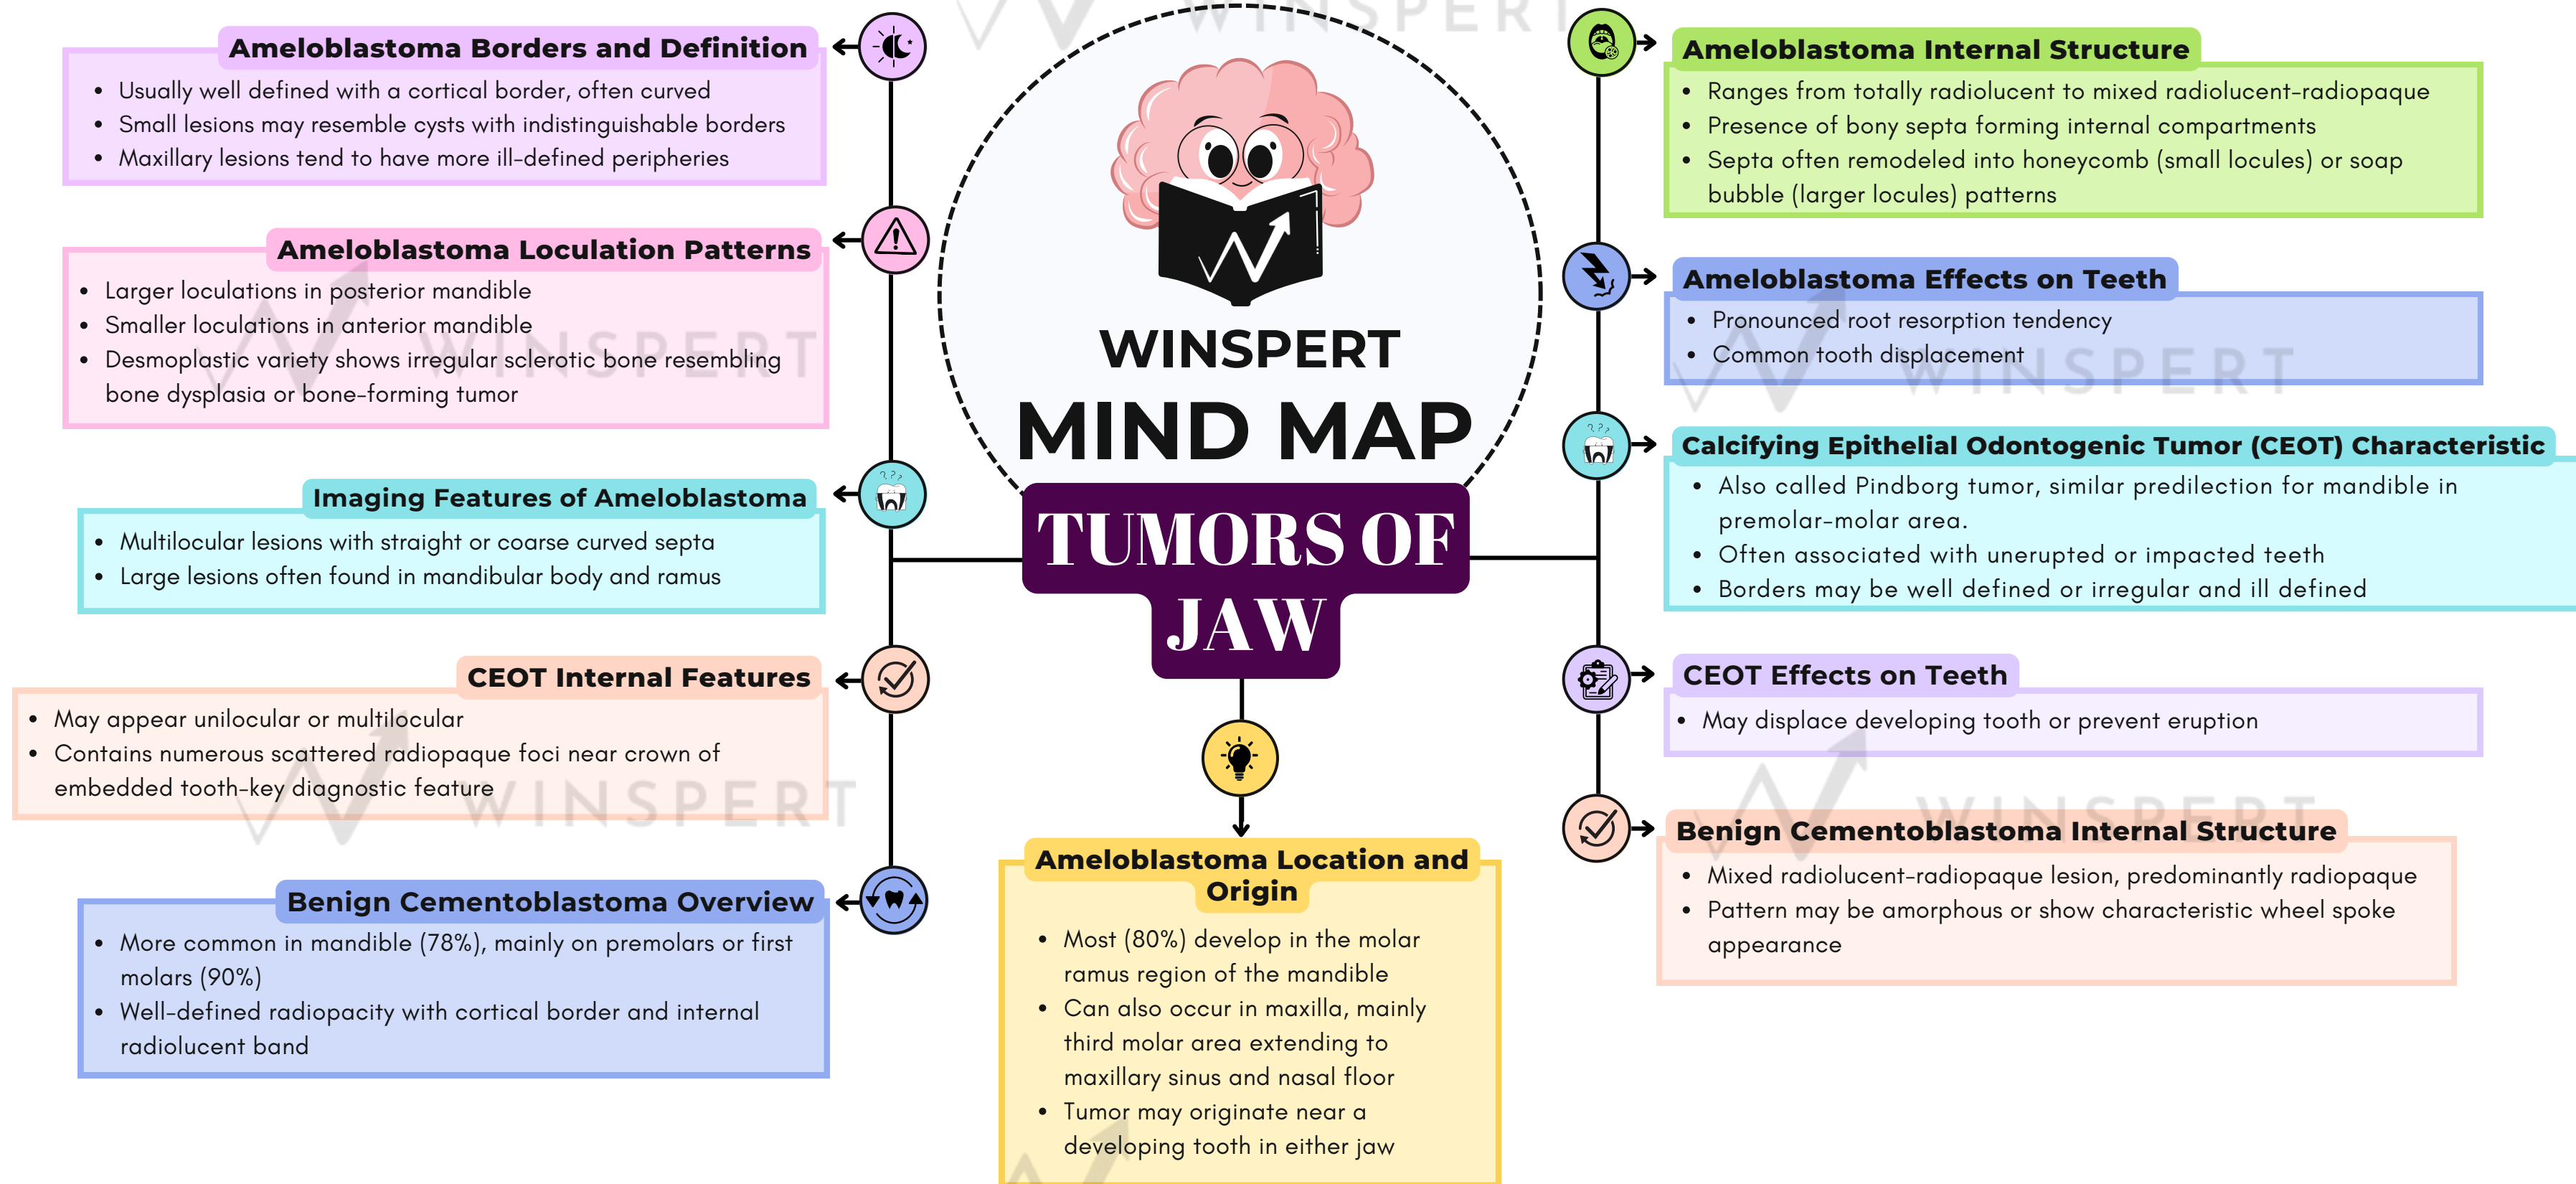 WINSPERT
Ameloblastoma Borders and Definition
• Usually well defined with a cortical border, often curved
• Small lesions may resemble cysts with indistinguishable borders
• Maxillary lesions tend to have more ill-defined peripheries
Ameloblastoma Loculation Patterns
• Larger loculations in posterior mandible
• Smaller loculations in anterior mandible
• Desmoplastic variety shows irregular sclerotic bone resembling
bone dysplasia or bone-forming tumor
WINSPERT
Imaging Features of Ameloblastoma
• Multilocular lesions with straight or coarse curved septa
• Large lesions often found in mandibular body and ramus
CEOT Internal Features
• May appear unilocular or multilocular
• Contains numerous scattered radiopaque foci near crown of
embedded tooth-key diagnostic feature
WINSPERT
Benign Cementoblastoma Overview
• More common in mandible (78%), mainly on premolars or first
molars (90%)
• Well-defined radiopacity with cortical border and internal
radiolucent band
WINSPERT
MIND MAP
TUMORS OF
JAW
Ameloblastoma Location and
Origin
• Most (80%) develop in the molar
ramus region of the mandible
• Can also occur in maxilla, mainly
third molar area extending to
maxillary sinus and nasal floor
• Tumor may originate near a
developing tooth in either jaw
Ameloblastoma Internal Structure
• Ranges from totally radiolucent to mixed radiolucent-radiopaque
• Presence of bony septa forming internal compartments
• Septa often remodeled into honeycomb (small locules) or soap
bubble (larger locules) patterns
Ameloblastoma Effects on Teeth
• Pronounced root resorption tendency
• Common tooth displacement
WINSPERT
Calcifying Epithelial Odontogenic Tumor (CEOT) Characteristic
• Also called Pindborg tumor, similar predilection for mandible in
premolar-molar area.
• Often associated with unerupted or impacted teeth
• Borders may be well defined or irregular and ill defined
CEOT Effects on Teeth
• May displace developing tooth or prevent eruption
WINSPERT
Benign Cementoblastoma Internal Structure
• Mixed radiolucent-radiopaque lesion, predominantly radiopaque
• Pattern may be amorphous or show characteristic wheel spoke
appearance